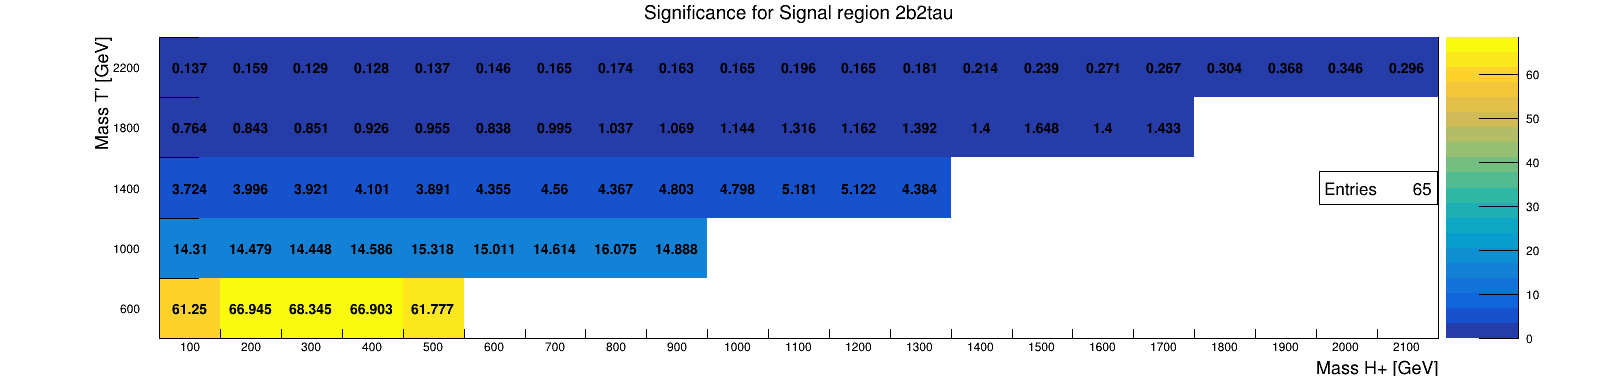 Significance for Signal region 2b2tau
Mass T' [GeV]
2200 0.137 0.159 0.129 0.128 0.137 0.146 0.165 0.174 0.163 0.165 0.196 0.165 0.181 0.214 0.239 0.271 0.267 0.304 0.368 0.346 0.296
1800 0.764 0.843 0.851 0.926 0.955 0.838 0.995 1.037 1.069 1.144 1.316 1.162 1.392 1.4 1.648 1.4 1.433
1400 3.724 3.996 3.921 4.101 3.891 4.355 4.56 4.367 4.803 4.798 5.181 5.122 4.384
Entries 65
1000 14.31 14.479 14.448 14.586 15.318 15.011 14.614 16.075 14.888
600 61.25 66.945 68.345 66.903 61.777
100 200 300 400 500 600 700 800 900 1000 1100 1200 1300 1400 1500 1600 1700 1800 1900 2000 2100
Mass H+ [GeV]
60
50
40
30
20
10
0